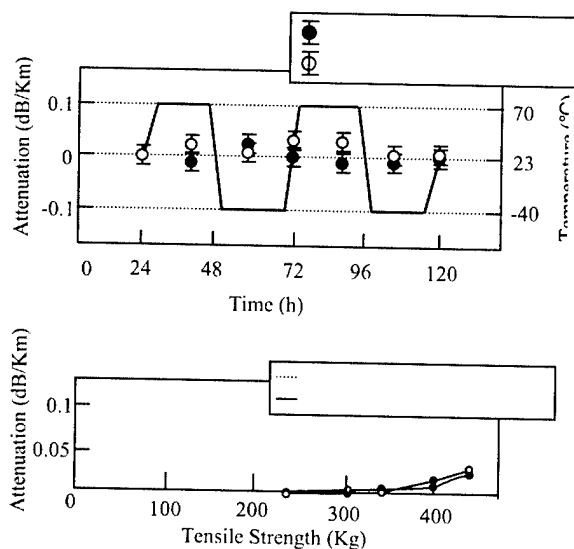 Attenuation (dB/Km)
0.1
0
-0.1
70
23
-40
Temperature (°C)
0 24 48 72 96 120
Time (h)
Attenuation (dB/Km)
0.1
0.05
0 100 200 300 400
Tensile Strength (Kg)